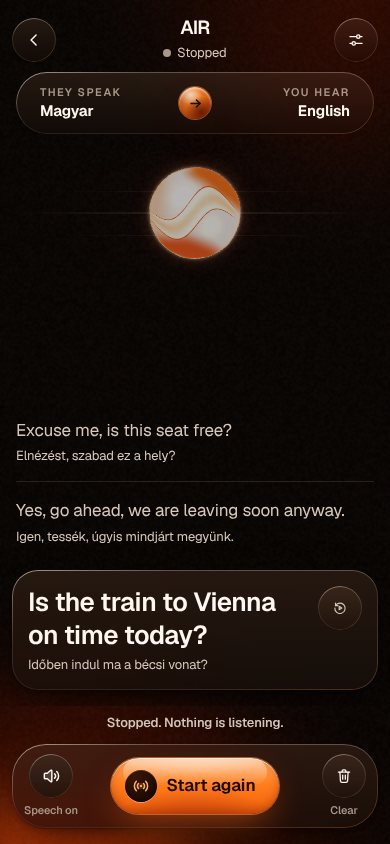 AIR
Stopped
THEY SPEAK
Magyar
YOU HEAR
English
Excuse me, is this seat free?
Elnézést, szabad ez a hely?
Yes, go ahead, we are leaving soon anyway.
Igen, tessék, úgyis mindjárt megyünk.
Is the train to Vienna
on time today?
Időben indul ma a bécsi vonat?
Stopped. Nothing is listening.
Speech on
Start again
Clear